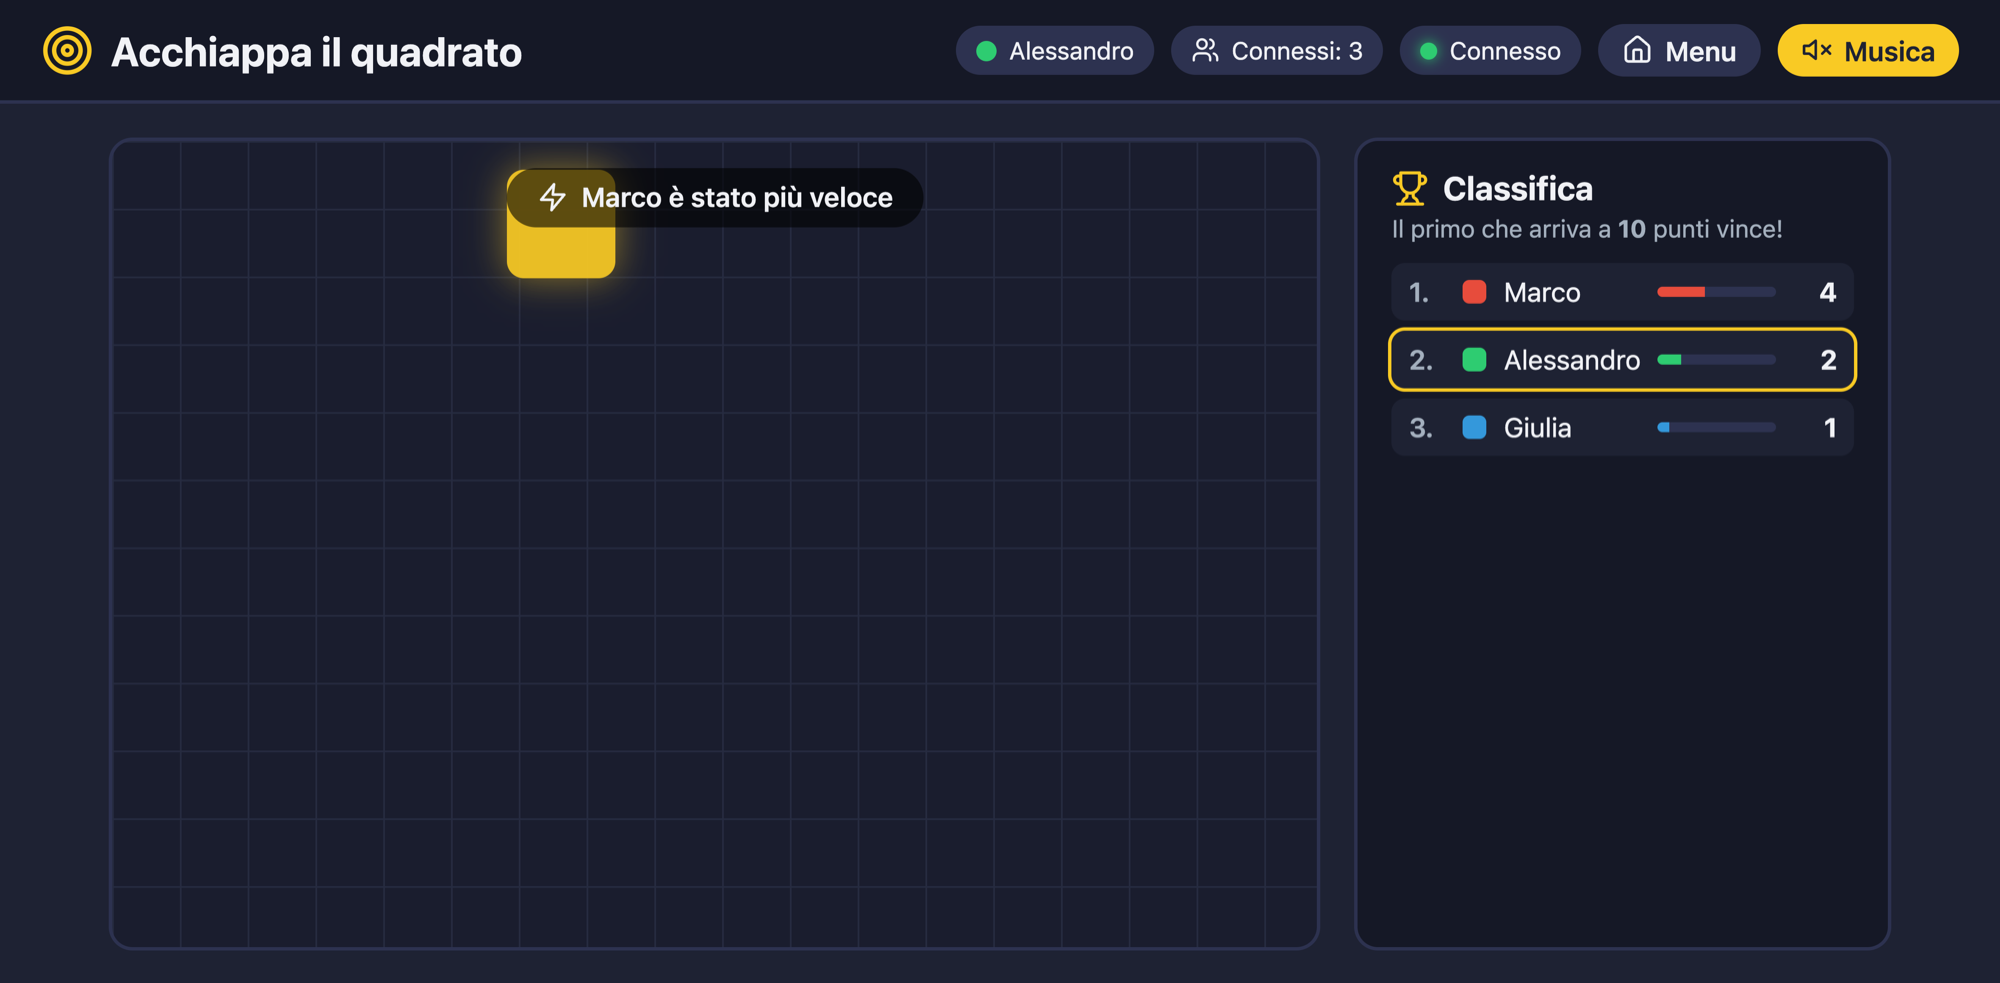 Acchiappa il quadrato
Alessandro
Connessi: 3
Connesso
Menu
Musica
Marco è stato più veloce
Classifica
Il primo che arriva a 10 punti vince!
1. Marco 4
2. Alessandro 2
3. Giulia 1